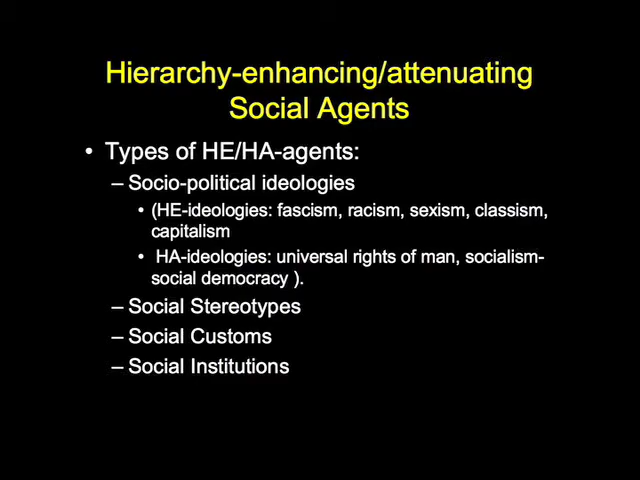 Hierarchy-enhancing/attenuating
Social Agents
• Types of HE/HA-agents:
– Socio-political ideologies
• (HE-ideologies: fascism, racism, sexism, classism,
capitalism
• HA-ideologies: universal rights of man, socialism-
social democracy ).
– Social Stereotypes
– Social Customs
– Social Institutions